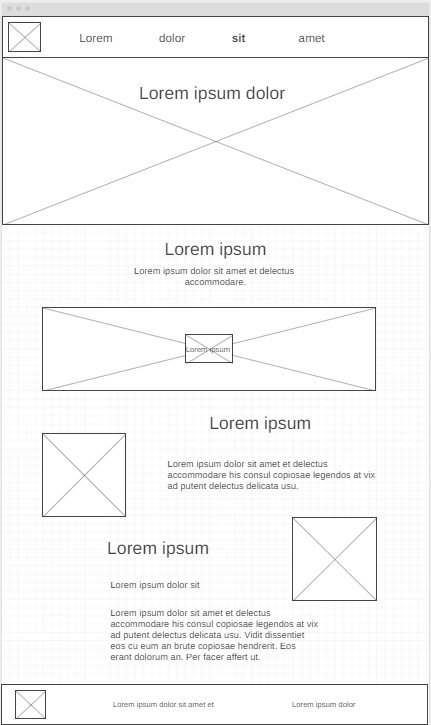 Lorem dolor sit amet
Lorem ipsum dolor
Lorem ipsum
Lorem ipsum dolor sit amet et delectus
accommodare.
Lorem ipsum
Lorem ipsum
Lorem ipsum dolor sit amet et delectus
accommodare his consul copiosae legendos at vix
ad putent delectus delicata usu.
Lorem ipsum
Lorem ipsum dolor sit
Lorem ipsum dolor sit amet et delectus
accommodare his consul copiosae legendos at vix
ad putent delectus delicata usu. Vidit dissentiet
eos cu eum an brute copiosae hendrerit. Eos
erant dolorum an. Per facer affert ut.
Lorem ipsum dolor sit amet et
Lorem ipsum dolor